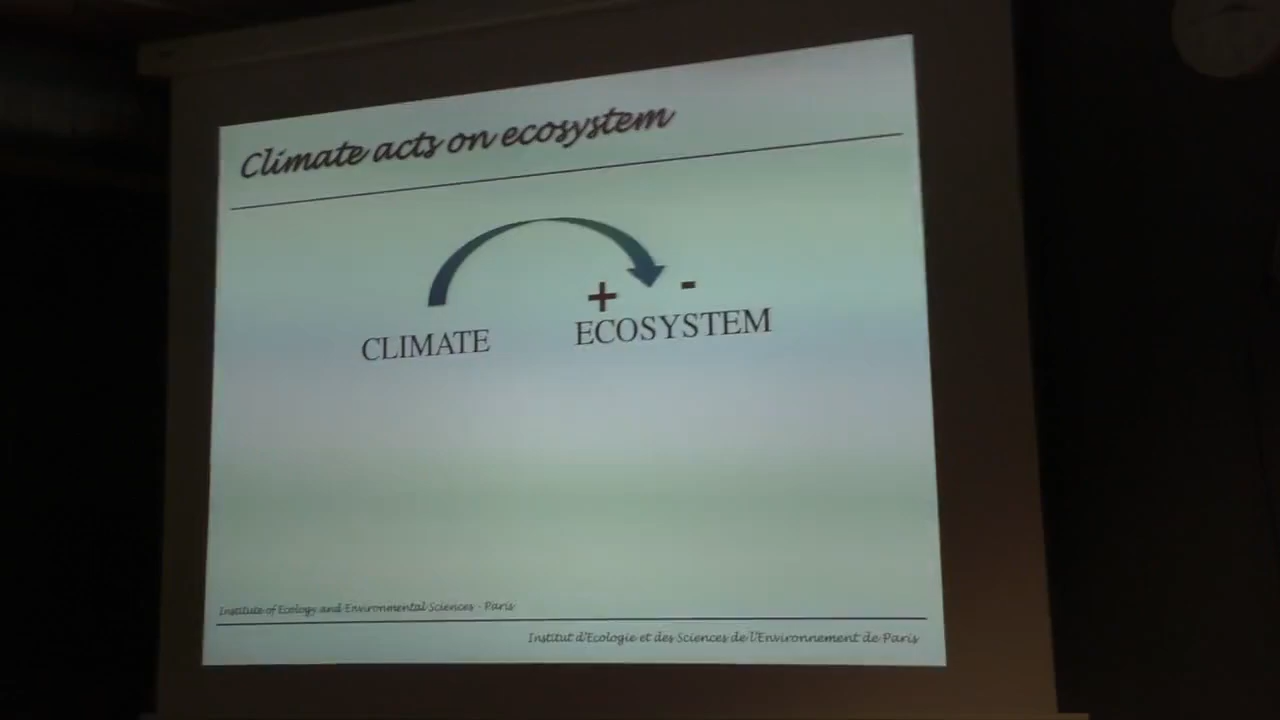 Climate acts on ecosystem
+ -
CLIMATE ECOSYSTEM
Institute of Ecology and Environmental Sciences - Paris
Institut d'Ecologie et des Sciences de l'Environnement de Paris